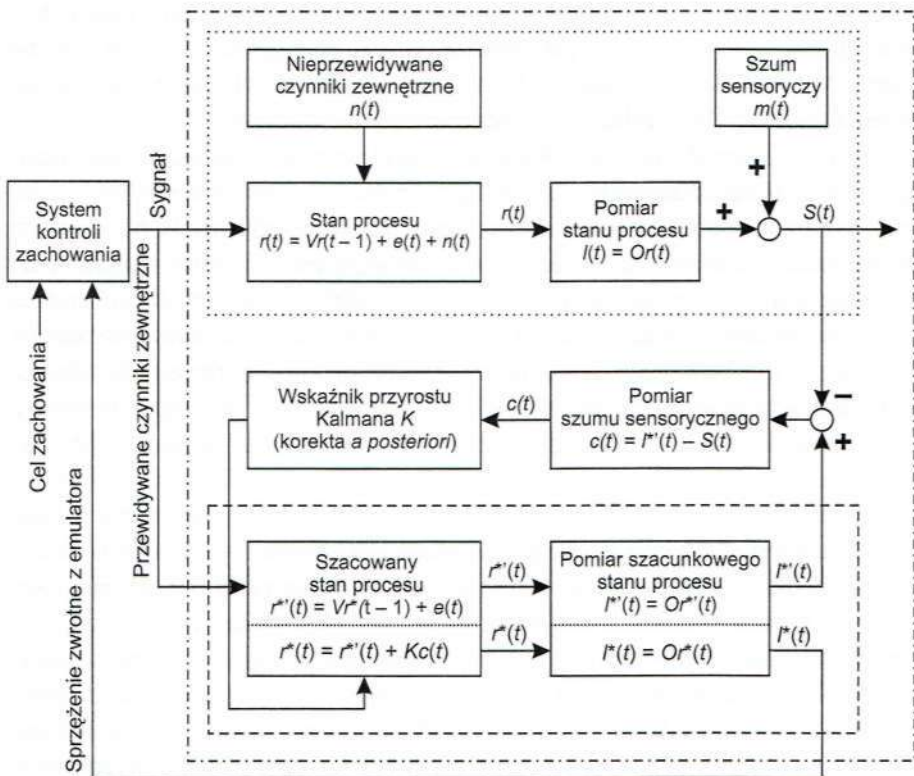 Nieprzewidywane
czynniki zewnętrzne
n(t)
Szum
sensoryczy
m(t)
Sygnał
+
System
kontroli
zachowania
Stan procesu
r(t) = Vr(t – 1) + e(t) + n(t)
r(t)
Pomiar
stanu procesu
I(t) = Or(t)
+
S(t)
Przewidywane czynniki zewnętrzne
Cel zachowania
Sprzężenie zwrotne z emulatora
Wskaźnik przyrostu
Kalmana K
(korekta a posteriori)
c(t)
Pomiar
szumu sensorycznego
c(t) = I*'(t) – S(t)
–
+
Szacowany
stan procesu
r*'(t) = Vr*(t – 1) + e(t)
r*(t) = r*'(t) + Kc(t)
r*'(t)
r*(t)
Pomiar szacunkowego
stanu procesu
I*'(t) = Or*'(t)
I*(t) = Or*(t)
I*'(t)
I*(t)